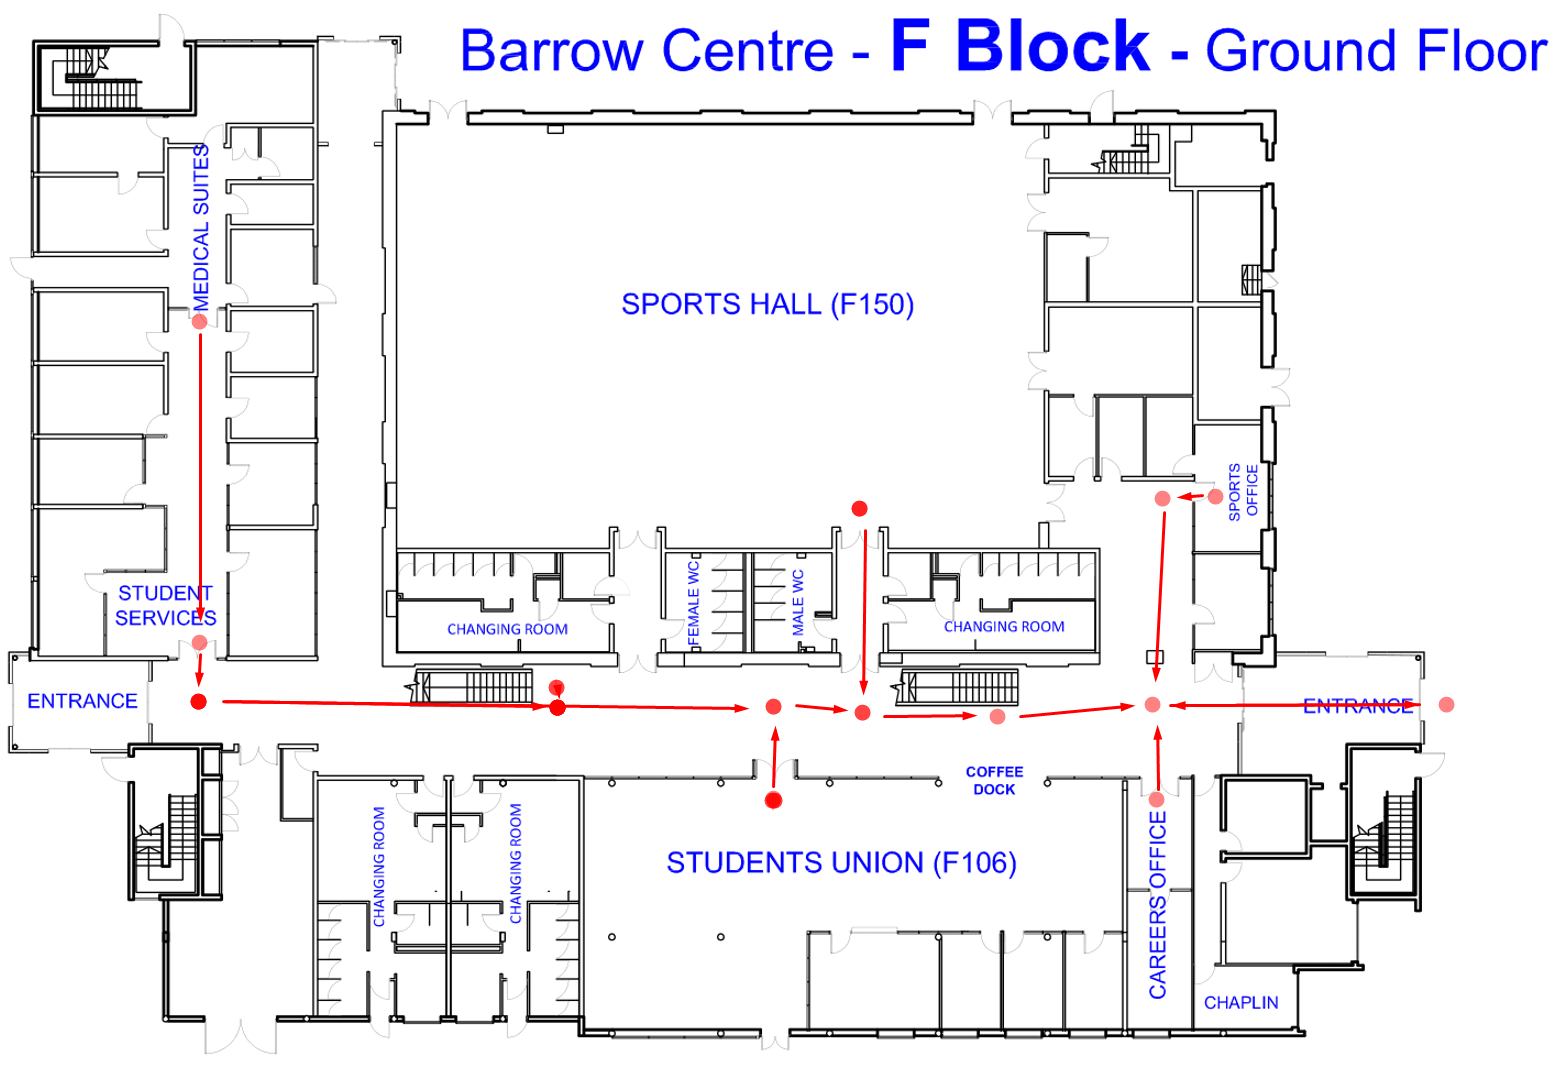 Barrow Centre - F Block - Ground Floor
MEDICAL SUITES
SPORTS HALL (F150)
SPORTS
OFFICE
STUDENT
SERVICES
CHANGING ROOM
FEMALE WC
MALE WC
CHANGING ROOM
ENTRANCE
ENTRANCE
COFFEE
DOCK
CHANGING ROOM
CHANGING ROOM
STUDENTS UNION (F106)
CAREERS OFFICE
CHAPLIN